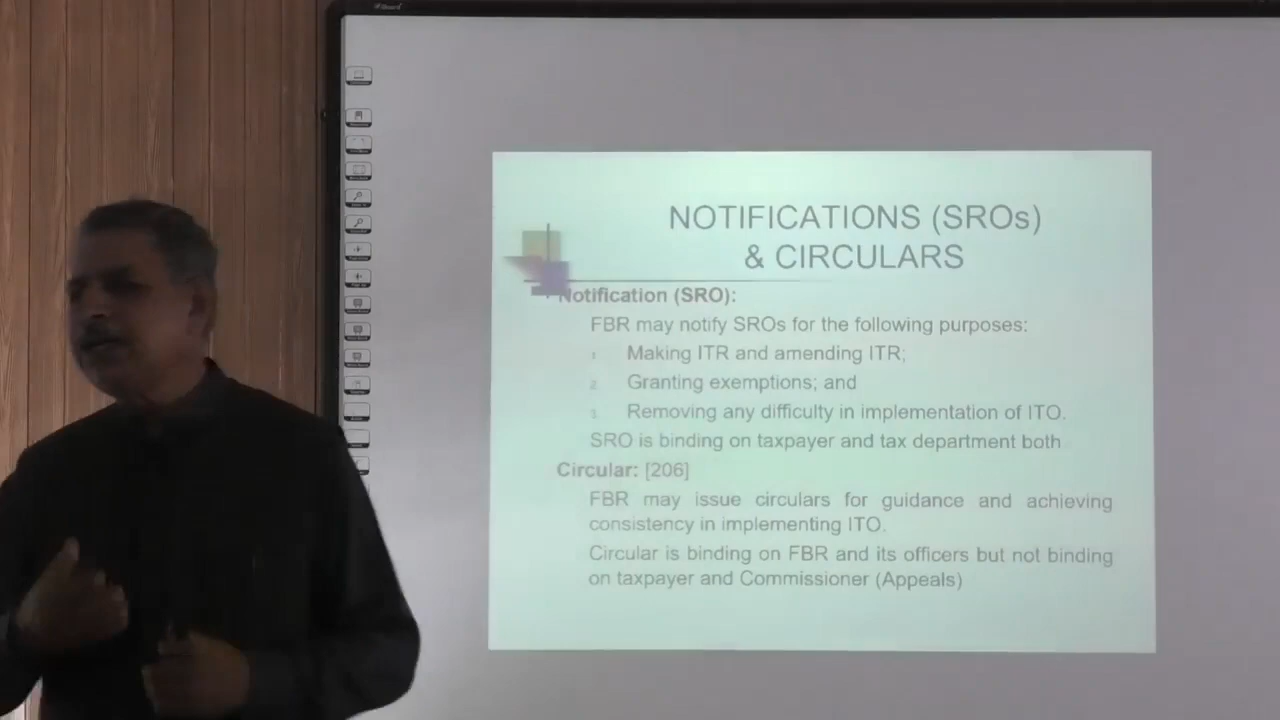 NOTIFICATIONS (SROs)
& CIRCULARS
Notification (SRO):
FBR may notify SROs for the following purposes:
1 Making ITR and amending ITR;
2 Granting exemptions; and
3 Removing any difficulty in implementation of ITO.
SRO is binding on taxpayer and tax department both
Circular: [206]
FBR may issue circulars for guidance and achieving
consistency in implementing ITO.
Circular is binding on FBR and its officers but not binding
on taxpayer and Commissioner (Appeals)